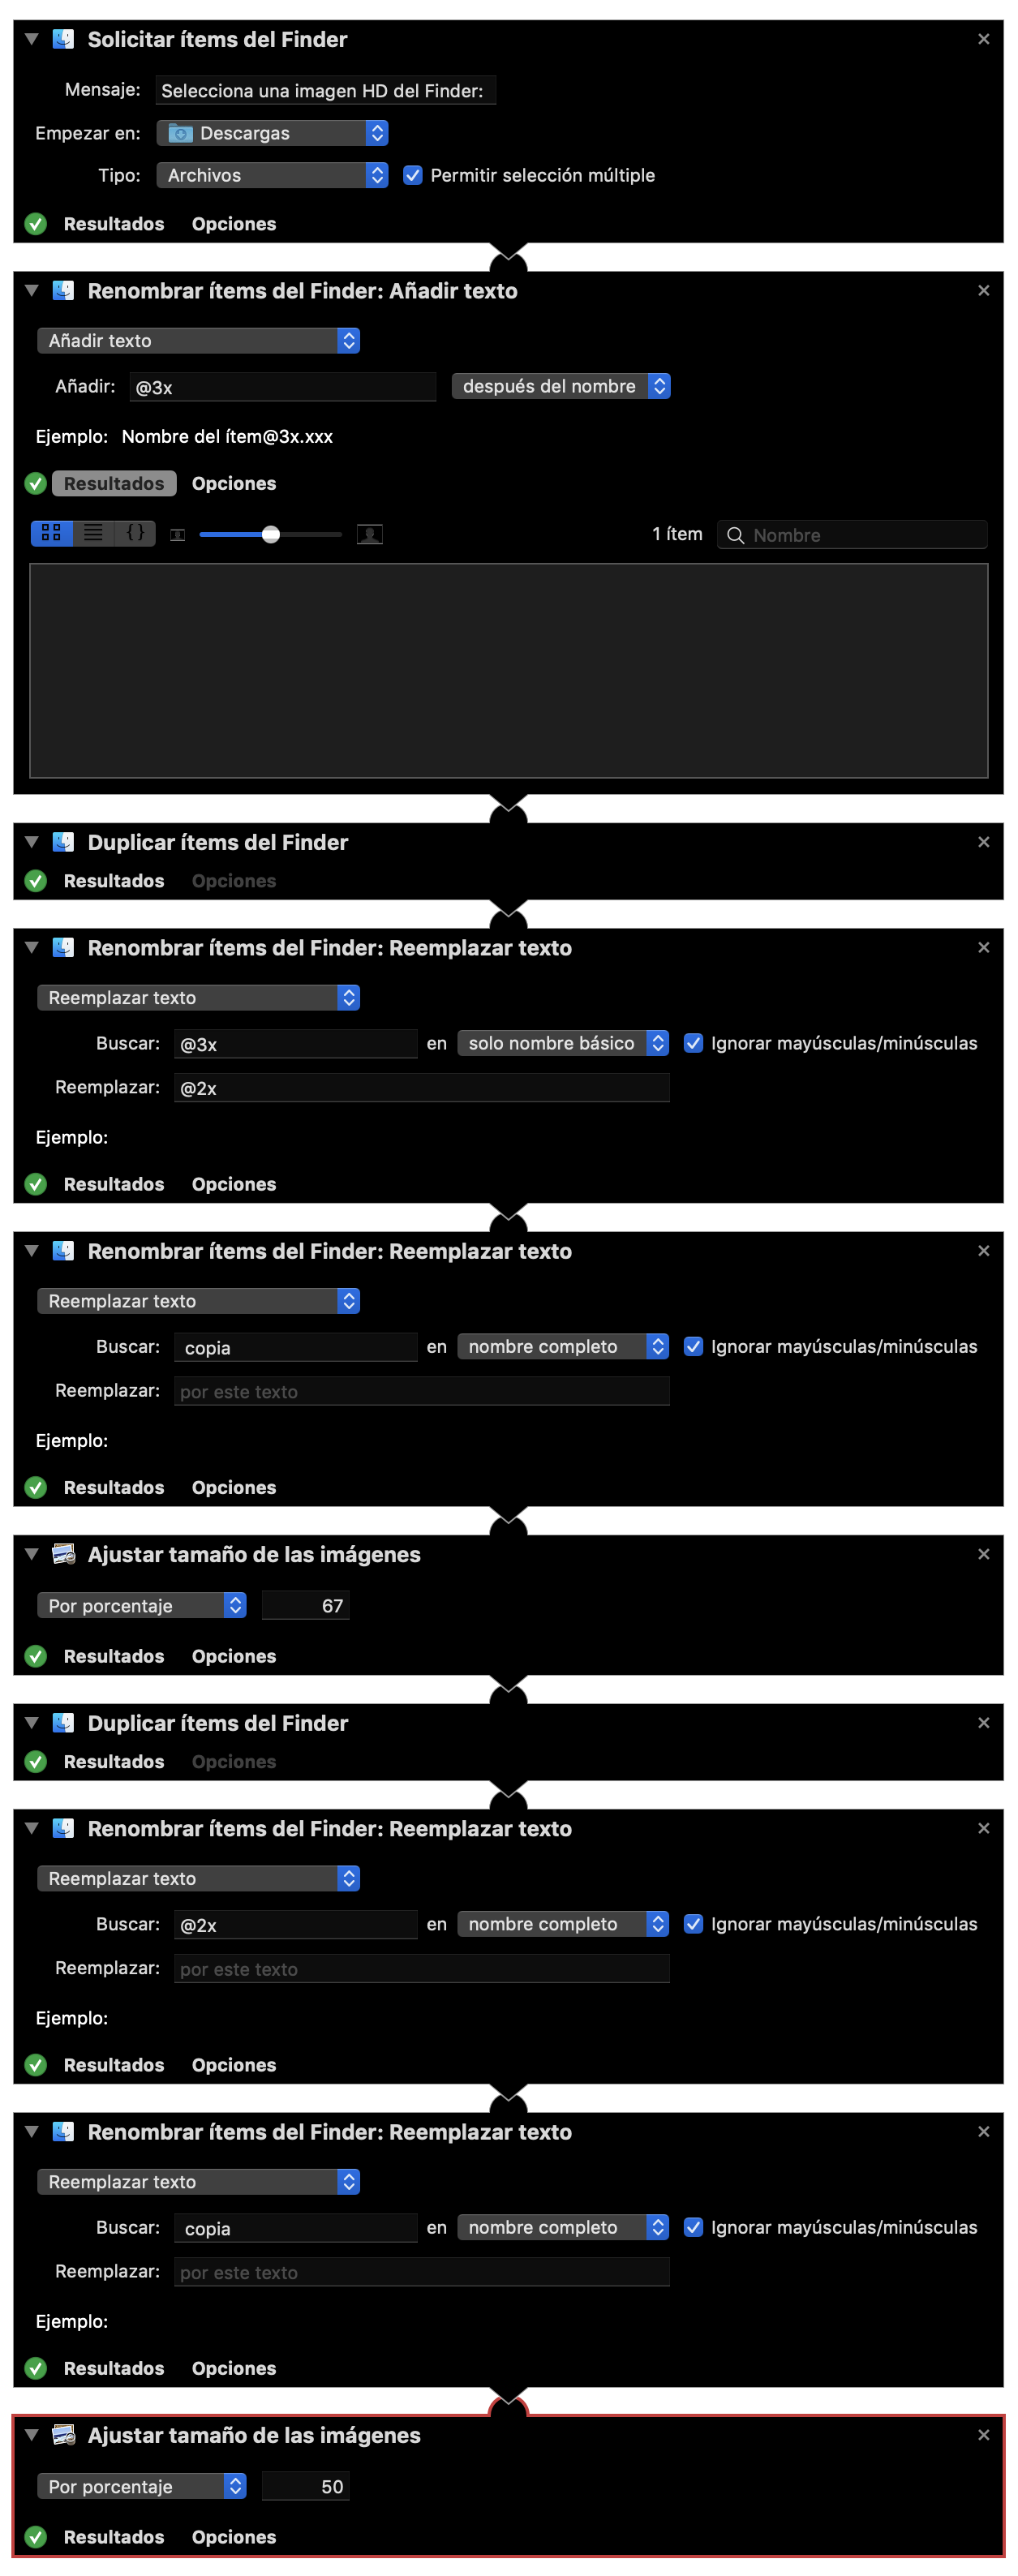 Solicitar ítems del Finder
Mensaje: Selecciona una imagen HD del Finder:
Empezar en: Descargas
Tipo: Archivos Permitir selección múltiple
Resultados Opciones
Renombrar ítems del Finder: Añadir texto
Añadir texto
Añadir: @3x después del nombre
Ejemplo: Nombre del ítem@3x.xxx
Resultados Opciones
{} 1 ítem Nombre
Duplicar ítems del Finder
Resultados Opciones
Renombrar ítems del Finder: Reemplazar texto
Reemplazar texto
Buscar: @3x en solo nombre básico Ignorar mayúsculas/minúsculas
Reemplazar: @2x
Ejemplo:
Resultados Opciones
Renombrar ítems del Finder: Reemplazar texto
Reemplazar texto
Buscar: copia en nombre completo Ignorar mayúsculas/minúsculas
Reemplazar: por este texto
Ejemplo:
Resultados Opciones
Ajustar tamaño de las imágenes
Por porcentaje 67
Resultados Opciones
Duplicar ítems del Finder
Resultados Opciones
Renombrar ítems del Finder: Reemplazar texto
Reemplazar texto
Buscar: @2x en nombre completo Ignorar mayúsculas/minúsculas
Reemplazar: por este texto
Ejemplo:
Resultados Opciones
Renombrar ítems del Finder: Reemplazar texto
Reemplazar texto
Buscar: copia en nombre completo Ignorar mayúsculas/minúsculas
Reemplazar: por este texto
Ejemplo:
Resultados Opciones
Ajustar tamaño de las imágenes
Por porcentaje 50
Resultados Opciones